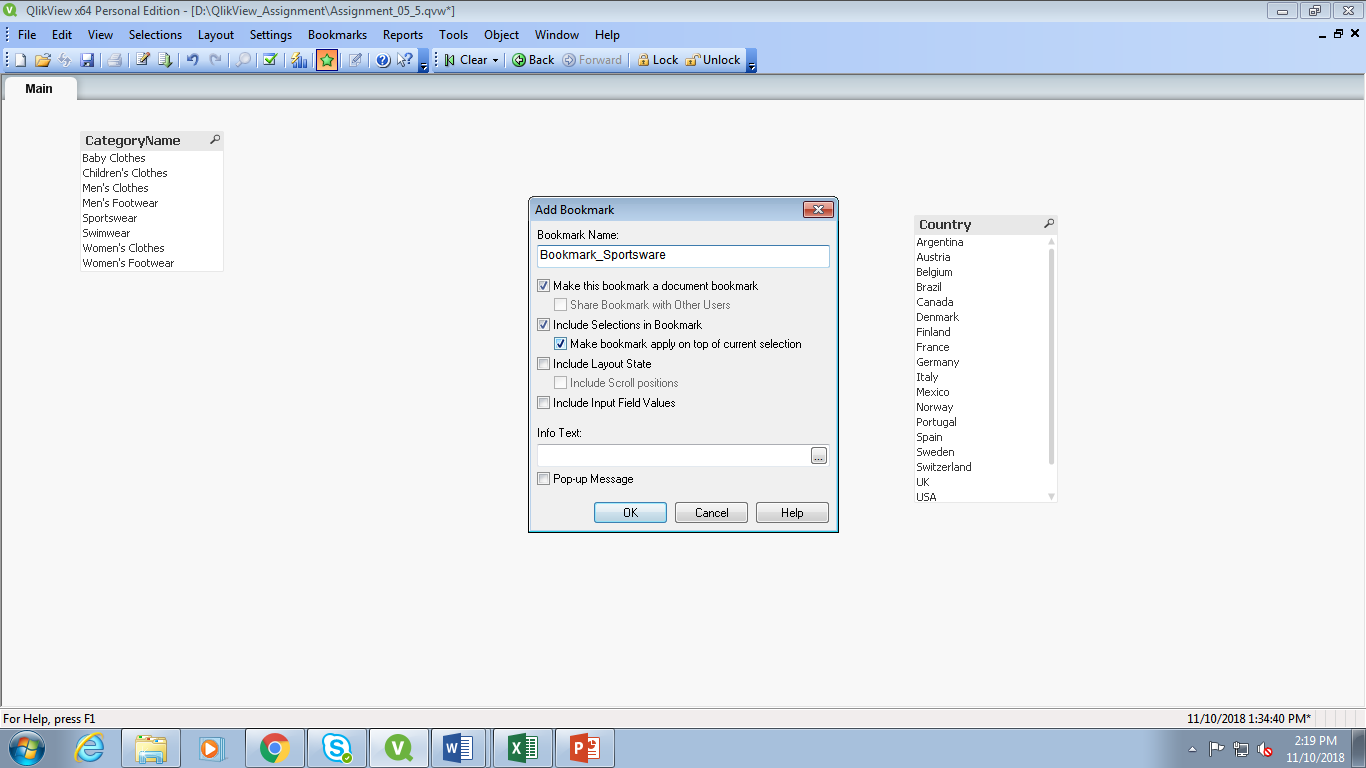 QlikView x64 Personal Edition - [D:\QlikView_Assignment\Assignment_05_5.qvw*]
File Edit View Selections Layout Settings Bookmarks Reports Tools Object Window Help
Clear Back Forward Lock Unlock
Main
CategoryName
Baby Clothes
Children's Clothes
Men's Clothes
Men's Footwear
Sportswear
Swimwear
Women's Clothes
Women's Footwear
Add Bookmark
Bookmark Name:
Bookmark_Sportsware
Make this bookmark a document bookmark
Share Bookmark with Other Users
Include Selections in Bookmark
Make bookmark apply on top of current selection
Include Layout State
Include Scroll positions
Include Input Field Values
Info Text:
...
Pop-up Message
OK Cancel Help
Country
Argentina
Austria
Belgium
Brazil
Canada
Denmark
Finland
France
Germany
Italy
Mexico
Norway
Portugal
Spain
Sweden
Switzerland
UK
USA
For Help, press F1
11/10/2018 1:34:40 PM*
2:19 PM
11/10/2018